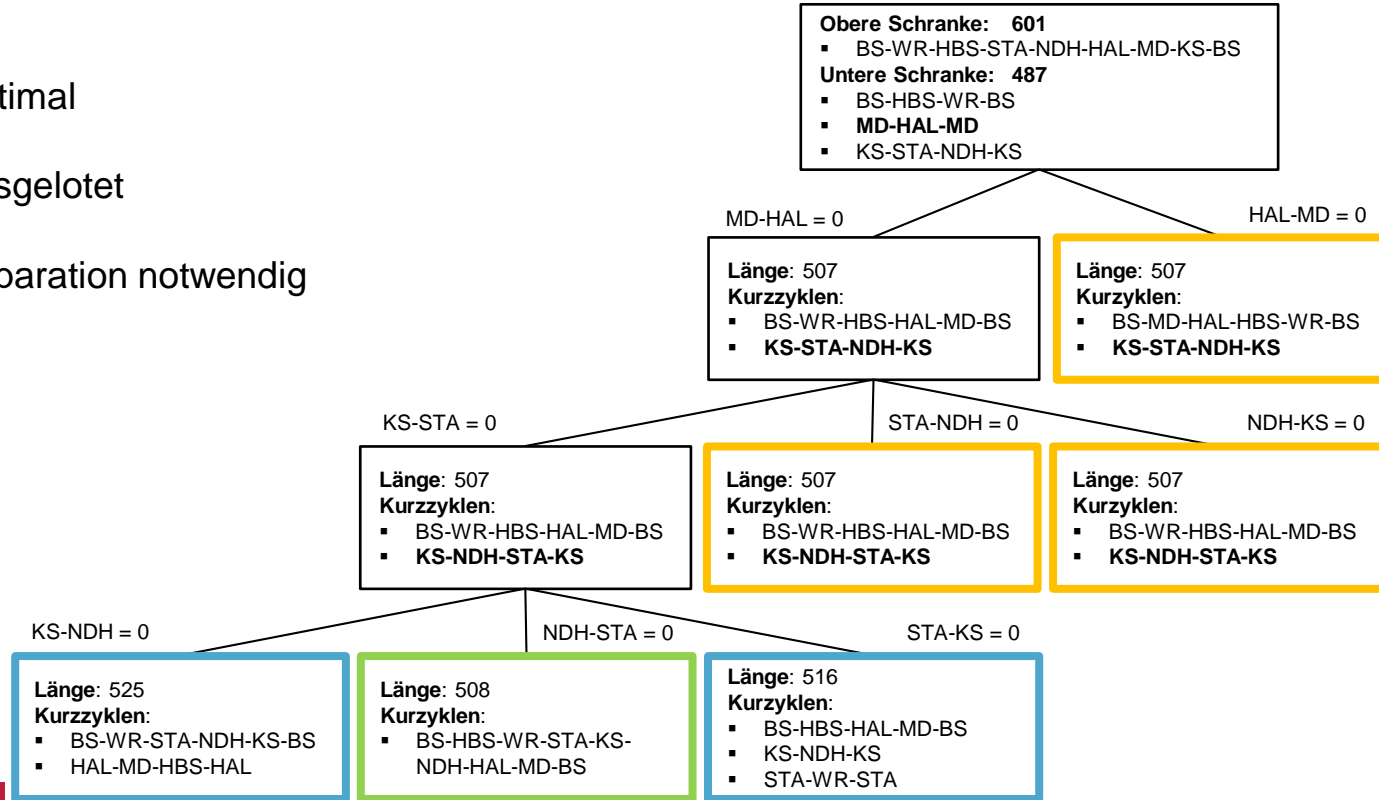 Obere Schranke: 601
▪ BS-WR-HBS-STA-NDH-HAL-MD-KS-BS
Untere Schranke: 487
▪ BS-HBS-WR-BS
▪ MD-HAL-MD
▪ KS-STA-NDH-KS
timal
sgelotet
paration notwendig
MD-HAL = 0
HAL-MD = 0
Länge: 507
Kurzzyklen:
▪ BS-WR-HBS-HAL-MD-BS
▪ KS-STA-NDH-KS
Länge: 507
Kurzyklen:
▪ BS-MD-HAL-HBS-WR-BS
▪ KS-STA-NDH-KS
KS-STA = 0
STA-NDH = 0
NDH-KS = 0
Länge: 507
Kurzzyklen:
▪ BS-WR-HBS-HAL-MD-BS
▪ KS-NDH-STA-KS
Länge: 507
Kurzyklen:
▪ BS-WR-HBS-HAL-MD-BS
▪ KS-NDH-STA-KS
Länge: 507
Kurzyklen:
▪ BS-WR-HBS-HAL-MD-BS
▪ KS-NDH-STA-KS
KS-NDH = 0
NDH-STA = 0
STA-KS = 0
Länge: 525
Kurzzyklen:
▪ BS-WR-STA-NDH-KS-BS
▪ HAL-MD-HBS-HAL
Länge: 508
Kurzyklen:
▪ BS-HBS-WR-STA-KS-
NDH-HAL-MD-BS
Länge: 516
Kurzyklen:
▪ BS-HBS-HAL-MD-BS
▪ KS-NDH-KS
▪ STA-WR-STA